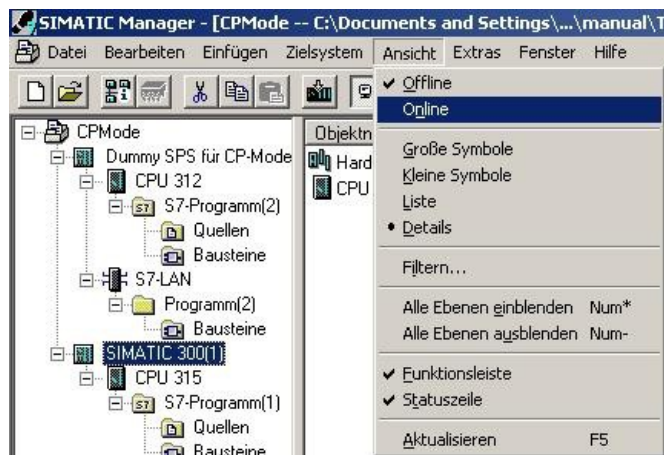 SIMATIC Manager - [CPMode -- C:\Documents and Settings\...\manual\T
Datei Bearbeiten Einfügen Zielsystem Ansicht Extras Fenster Hilfe
CPMode
Dummy SPS für CP-Mode
CPU 312
S7-Programm(2)
Quellen
Bausteine
S7-LAN
Programm(2)
Bausteine
SIMATIC 300(1)
CPU 315
S7-Programm(1)
Quellen
Bausteine
Objektn
Hard
CPU
Offline
Online
Große Symbole
Kleine Symbole
Liste
Details
Filtern...
Alle Ebenen einblenden Num*
Alle Ebenen ausblenden Num-
Funktionsleiste
Statuszeile
Aktualisieren F5